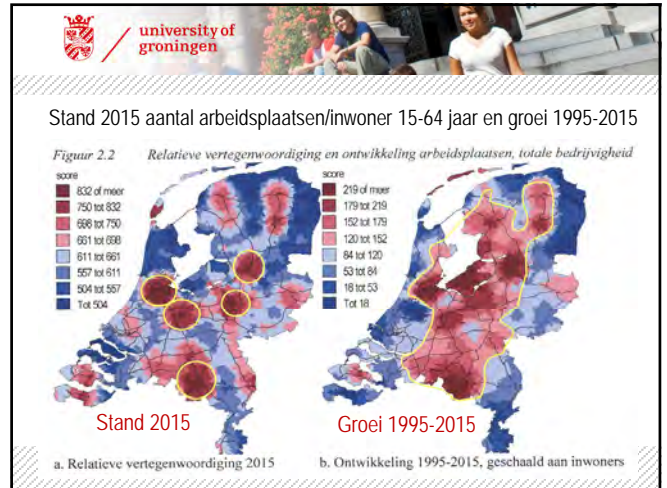 university of
groningen
Stand 2015 aantal arbeidsplaatsen/inwoner 15-64 jaar en groei 1995-2015
Figuur 2.2 Relatieve vertegenwoordiging en ontwikkeling arbeidsplaatsen, totale bedrijvigheid
score
832 of meer
750 tot 832
698 tot 750
661 tot 698
611 tot 661
557 tot 611
504 tot 557
Tot 504
Stand 2015
a. Relatieve vertegenwoordiging 2015
score
219 of meer
179 tot 219
152 tot 179
120 tot 152
84 tot 120
53 tot 84
18 tot 53
Tot 18
Groei 1995-2015
b. Ontwikkeling 1995-2015, geschaald aan inwoners